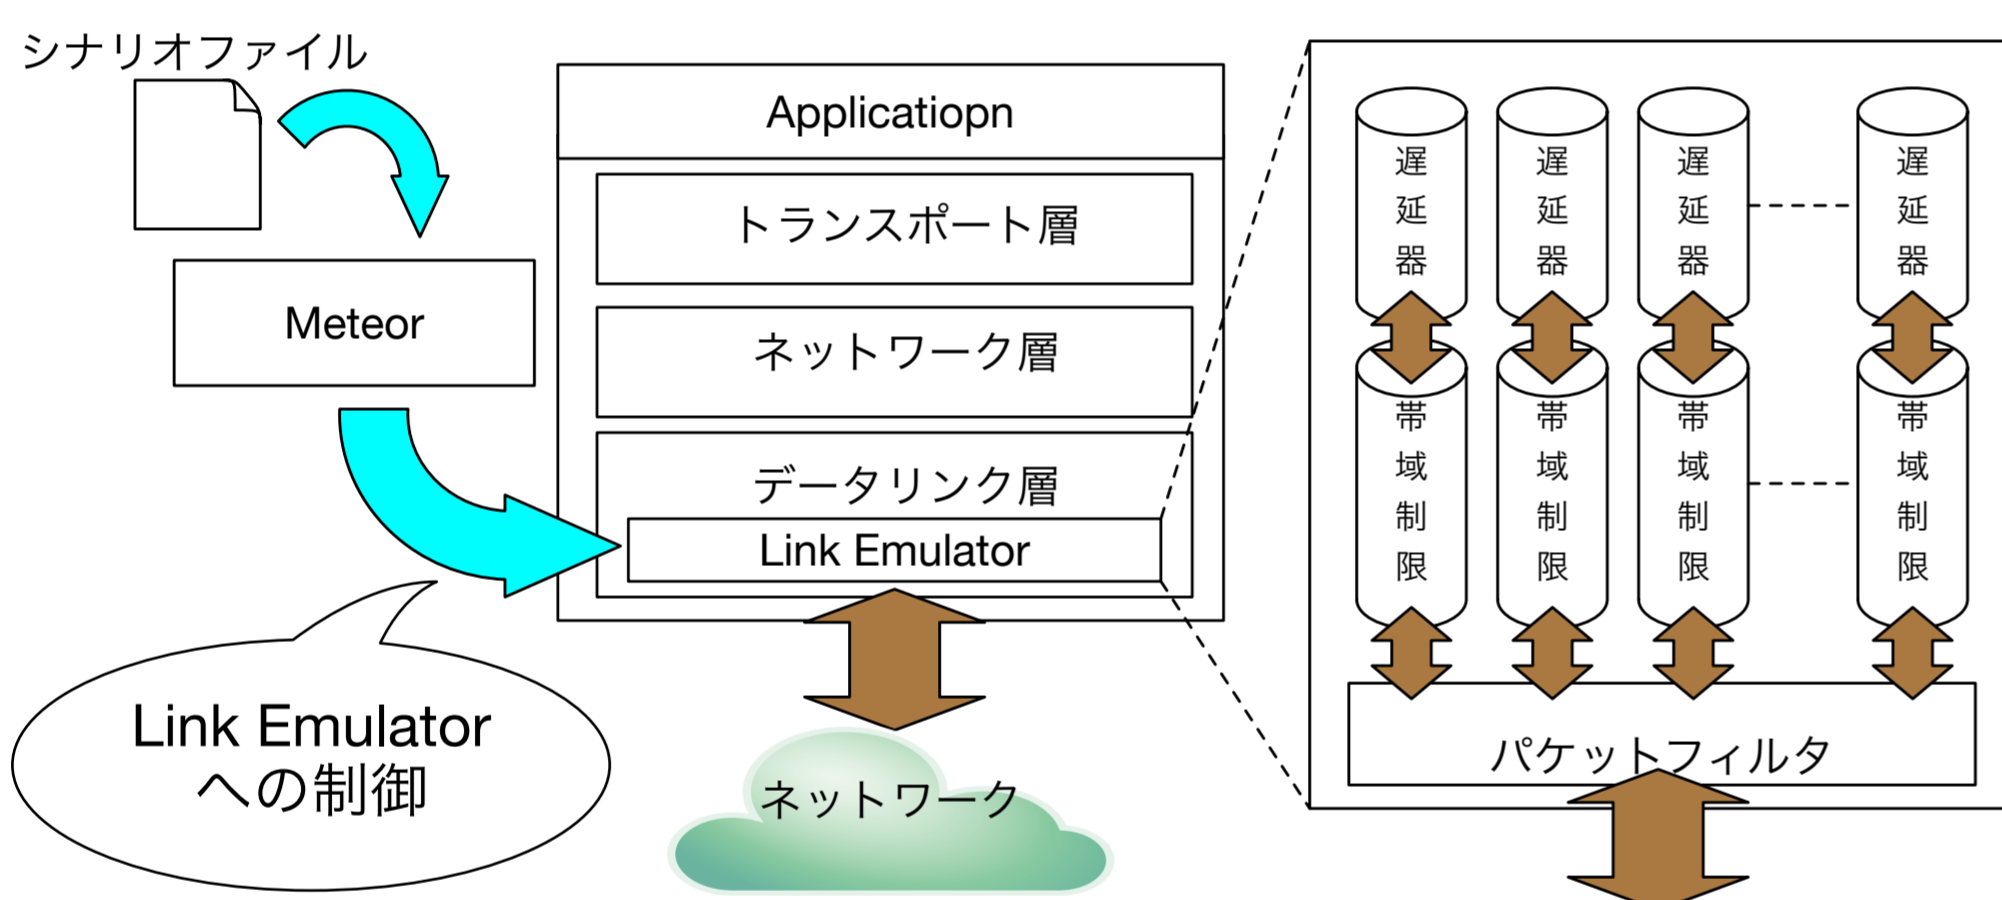 シナリオファイル
Meteor
Link Emulator
への制御
Applicatiopn
トランスポート層
ネットワーク層
データリンク層
Link Emulator
ネットワーク
遅延器
遅延器
遅延器
遅延器
帯域制限
帯域制限
帯域制限
帯域制限
パケットフィルタ